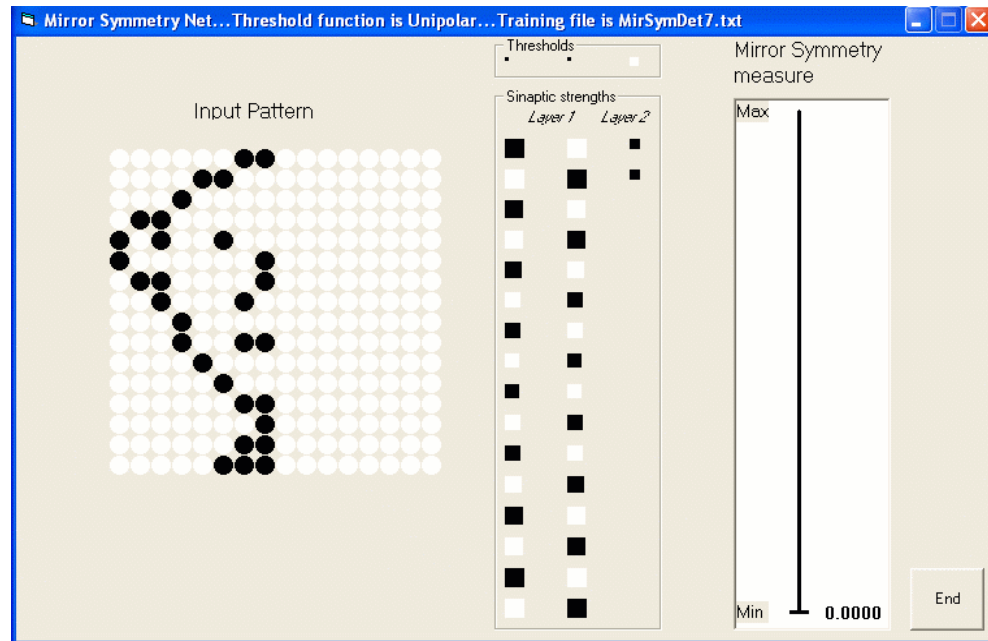 Mirror Symmetry Net...Threshold function is Unipolar...Training file is MirSymDet7.txt
Thresholds
Mirror Symmetry
measure
Input Pattern
Sinaptic strengths
Layer 1 Layer 2
Max
Min 0.0000
End